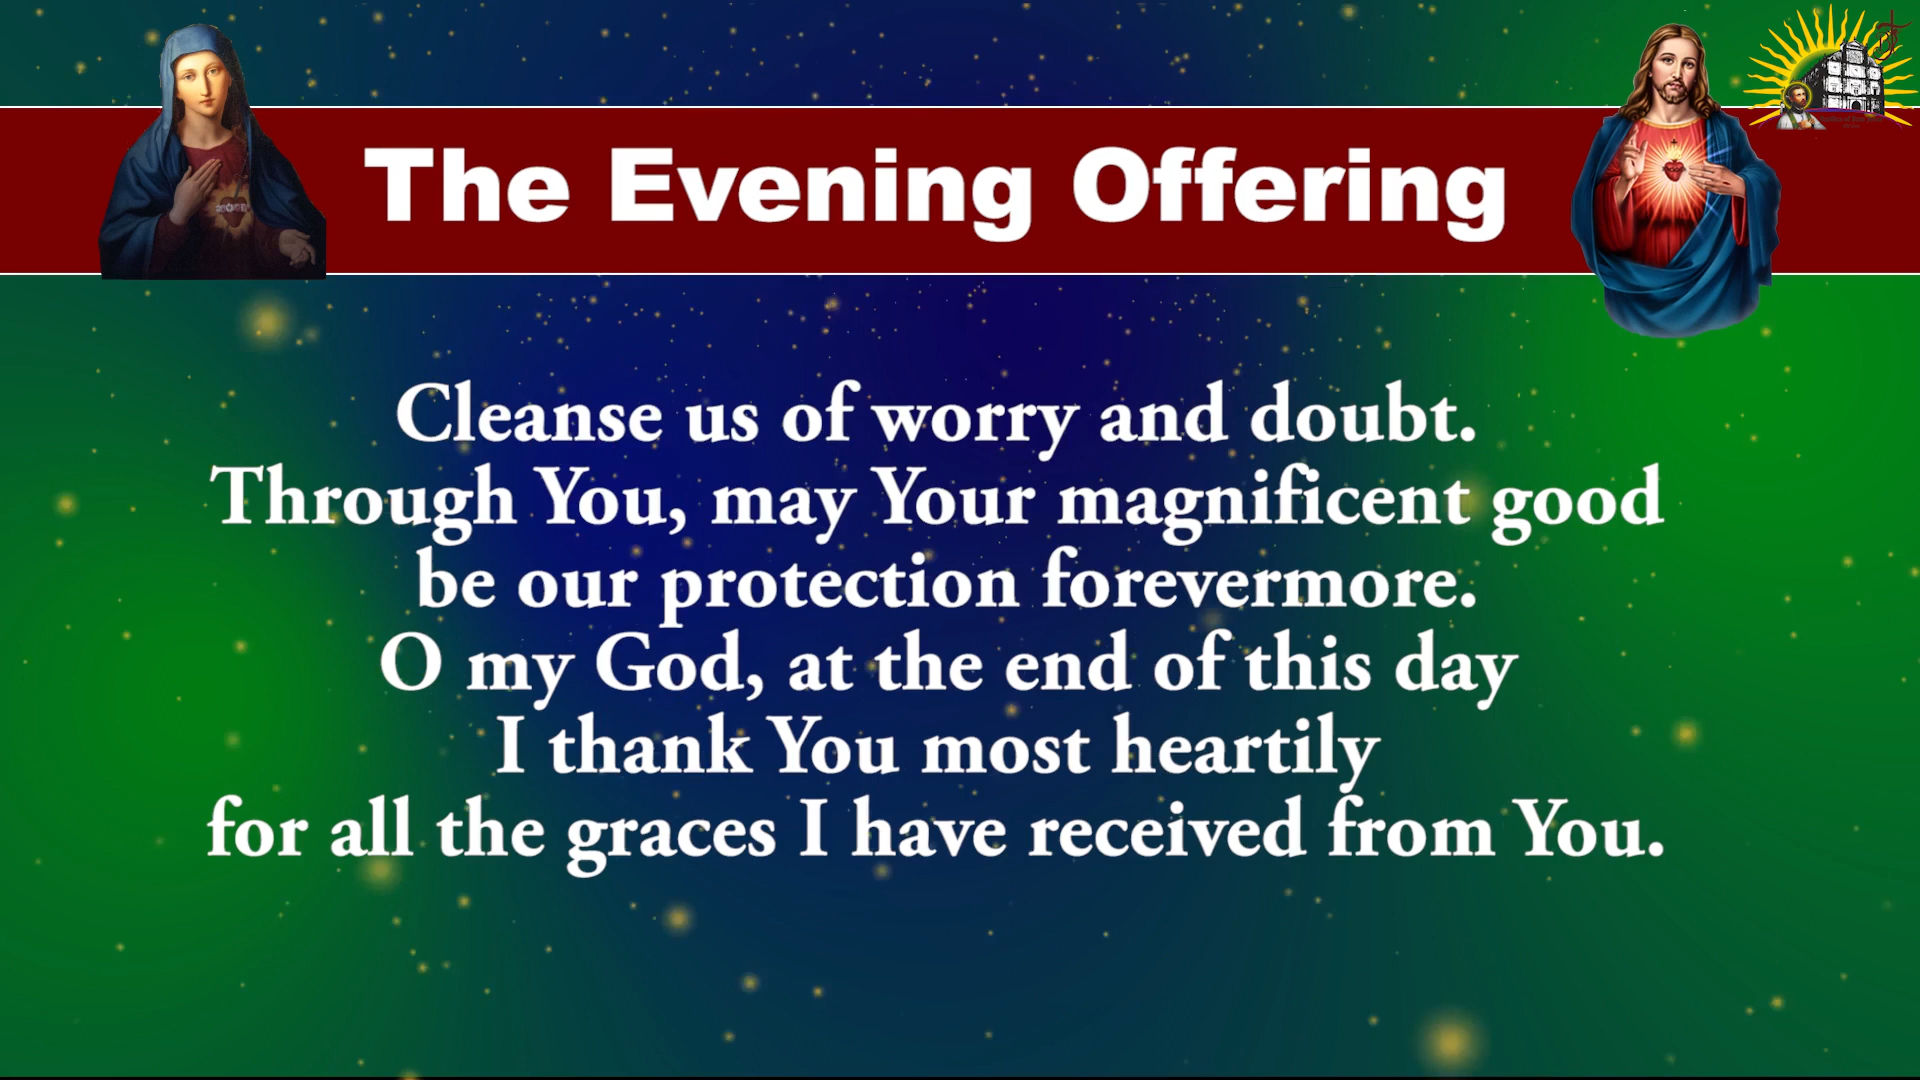 The Evening Offering
Cleanse us of worry and doubt.
Through You, may Your magnificent good
be our protection forevermore.
O my God, at the end of this day
I thank You most heartily
for all the graces I have received from You.